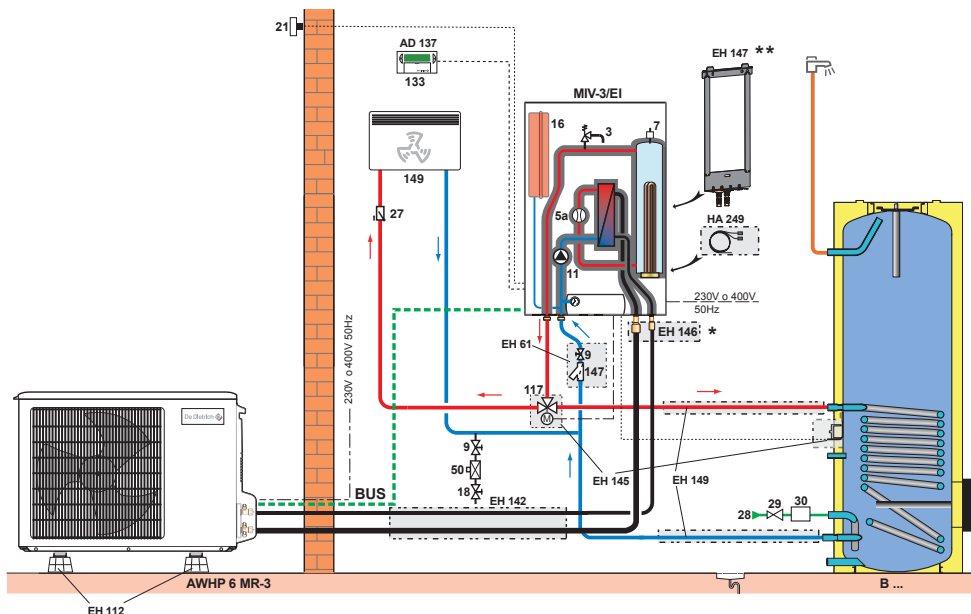 21
AD 137
133
EH 147 **
MIV-3/EI
16
3
7
149
27
5a
HA 249
11
230V o 400V
50Hz
EH 146 *
EH 61
9
147
230V o 400V 50Hz
117
M
De Dietrich
9
50
18
BUS
EH 142
EH 145
EH 149
28
29
30
AWHP 6 MR-3
B ...
EH 112